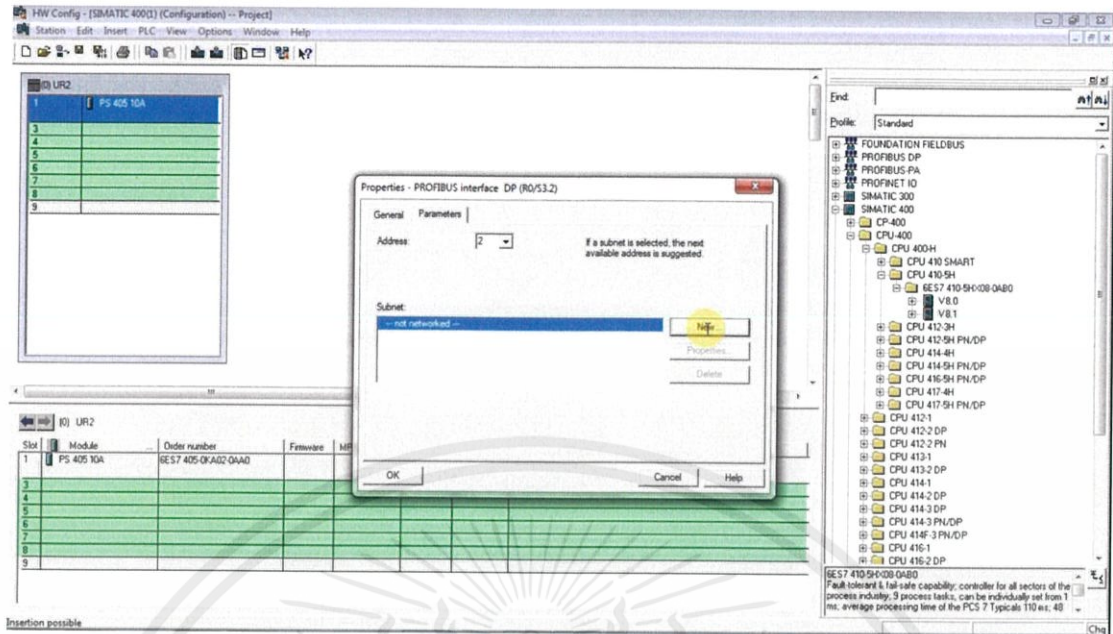 HW Config - [SIMATIC 400(1) (Configuration) -- Project]
Station Edit Insert PLC View Options Window Help
(0) UR2
1 PS 405 10A
3
4
5
6
7
8
9
Properties - PROFIBUS interface DP (R0/S3.2)
General Parameters
Address: 2
If a subnet is selected, the next
available address is suggested.
Subnet:
--- not networked ---
New...
Properties...
Delete
OK Cancel Help
Find:
Profile: Standard
FOUNDATION FIELDBUS
PROFIBUS DP
PROFIBUS-PA
PROFINET IO
SIMATIC 300
SIMATIC 400
CP-400
CPU-400
CPU 400-H
CPU 410 SMART
CPU 410-5H
6ES7 410-5HX08-0AB0
V8.0
V8.1
CPU 412-3H
CPU 412-5H PN/DP
CPU 414-4H
CPU 414-5H PN/DP
CPU 416-5H PN/DP
CPU 417-4H
CPU 417-5H PN/DP
CPU 412-1
CPU 412-2 DP
CPU 412-2 PN
CPU 413-1
CPU 413-2 DP
CPU 414-1
CPU 414-2 DP
CPU 414-3 DP
CPU 414-3 PN/DP
CPU 414F-3 PN/DP
CPU 416-1
CPU 416-2 DP
6ES7 410-5HX08-0AB0
Fault-tolerant & fail-safe capability; controller for all sectors of the
process industry; 9 process tasks, can be individually set from 1
ms; average processing time of the PCS 7 Typicals 110 es; 48
(0) UR2
Slot Module ... Order number Firmware
1 PS 405 10A 6ES7 405-0KA02-0AA0
3
4
5
6
7
8
9
Insertion possible
Chg